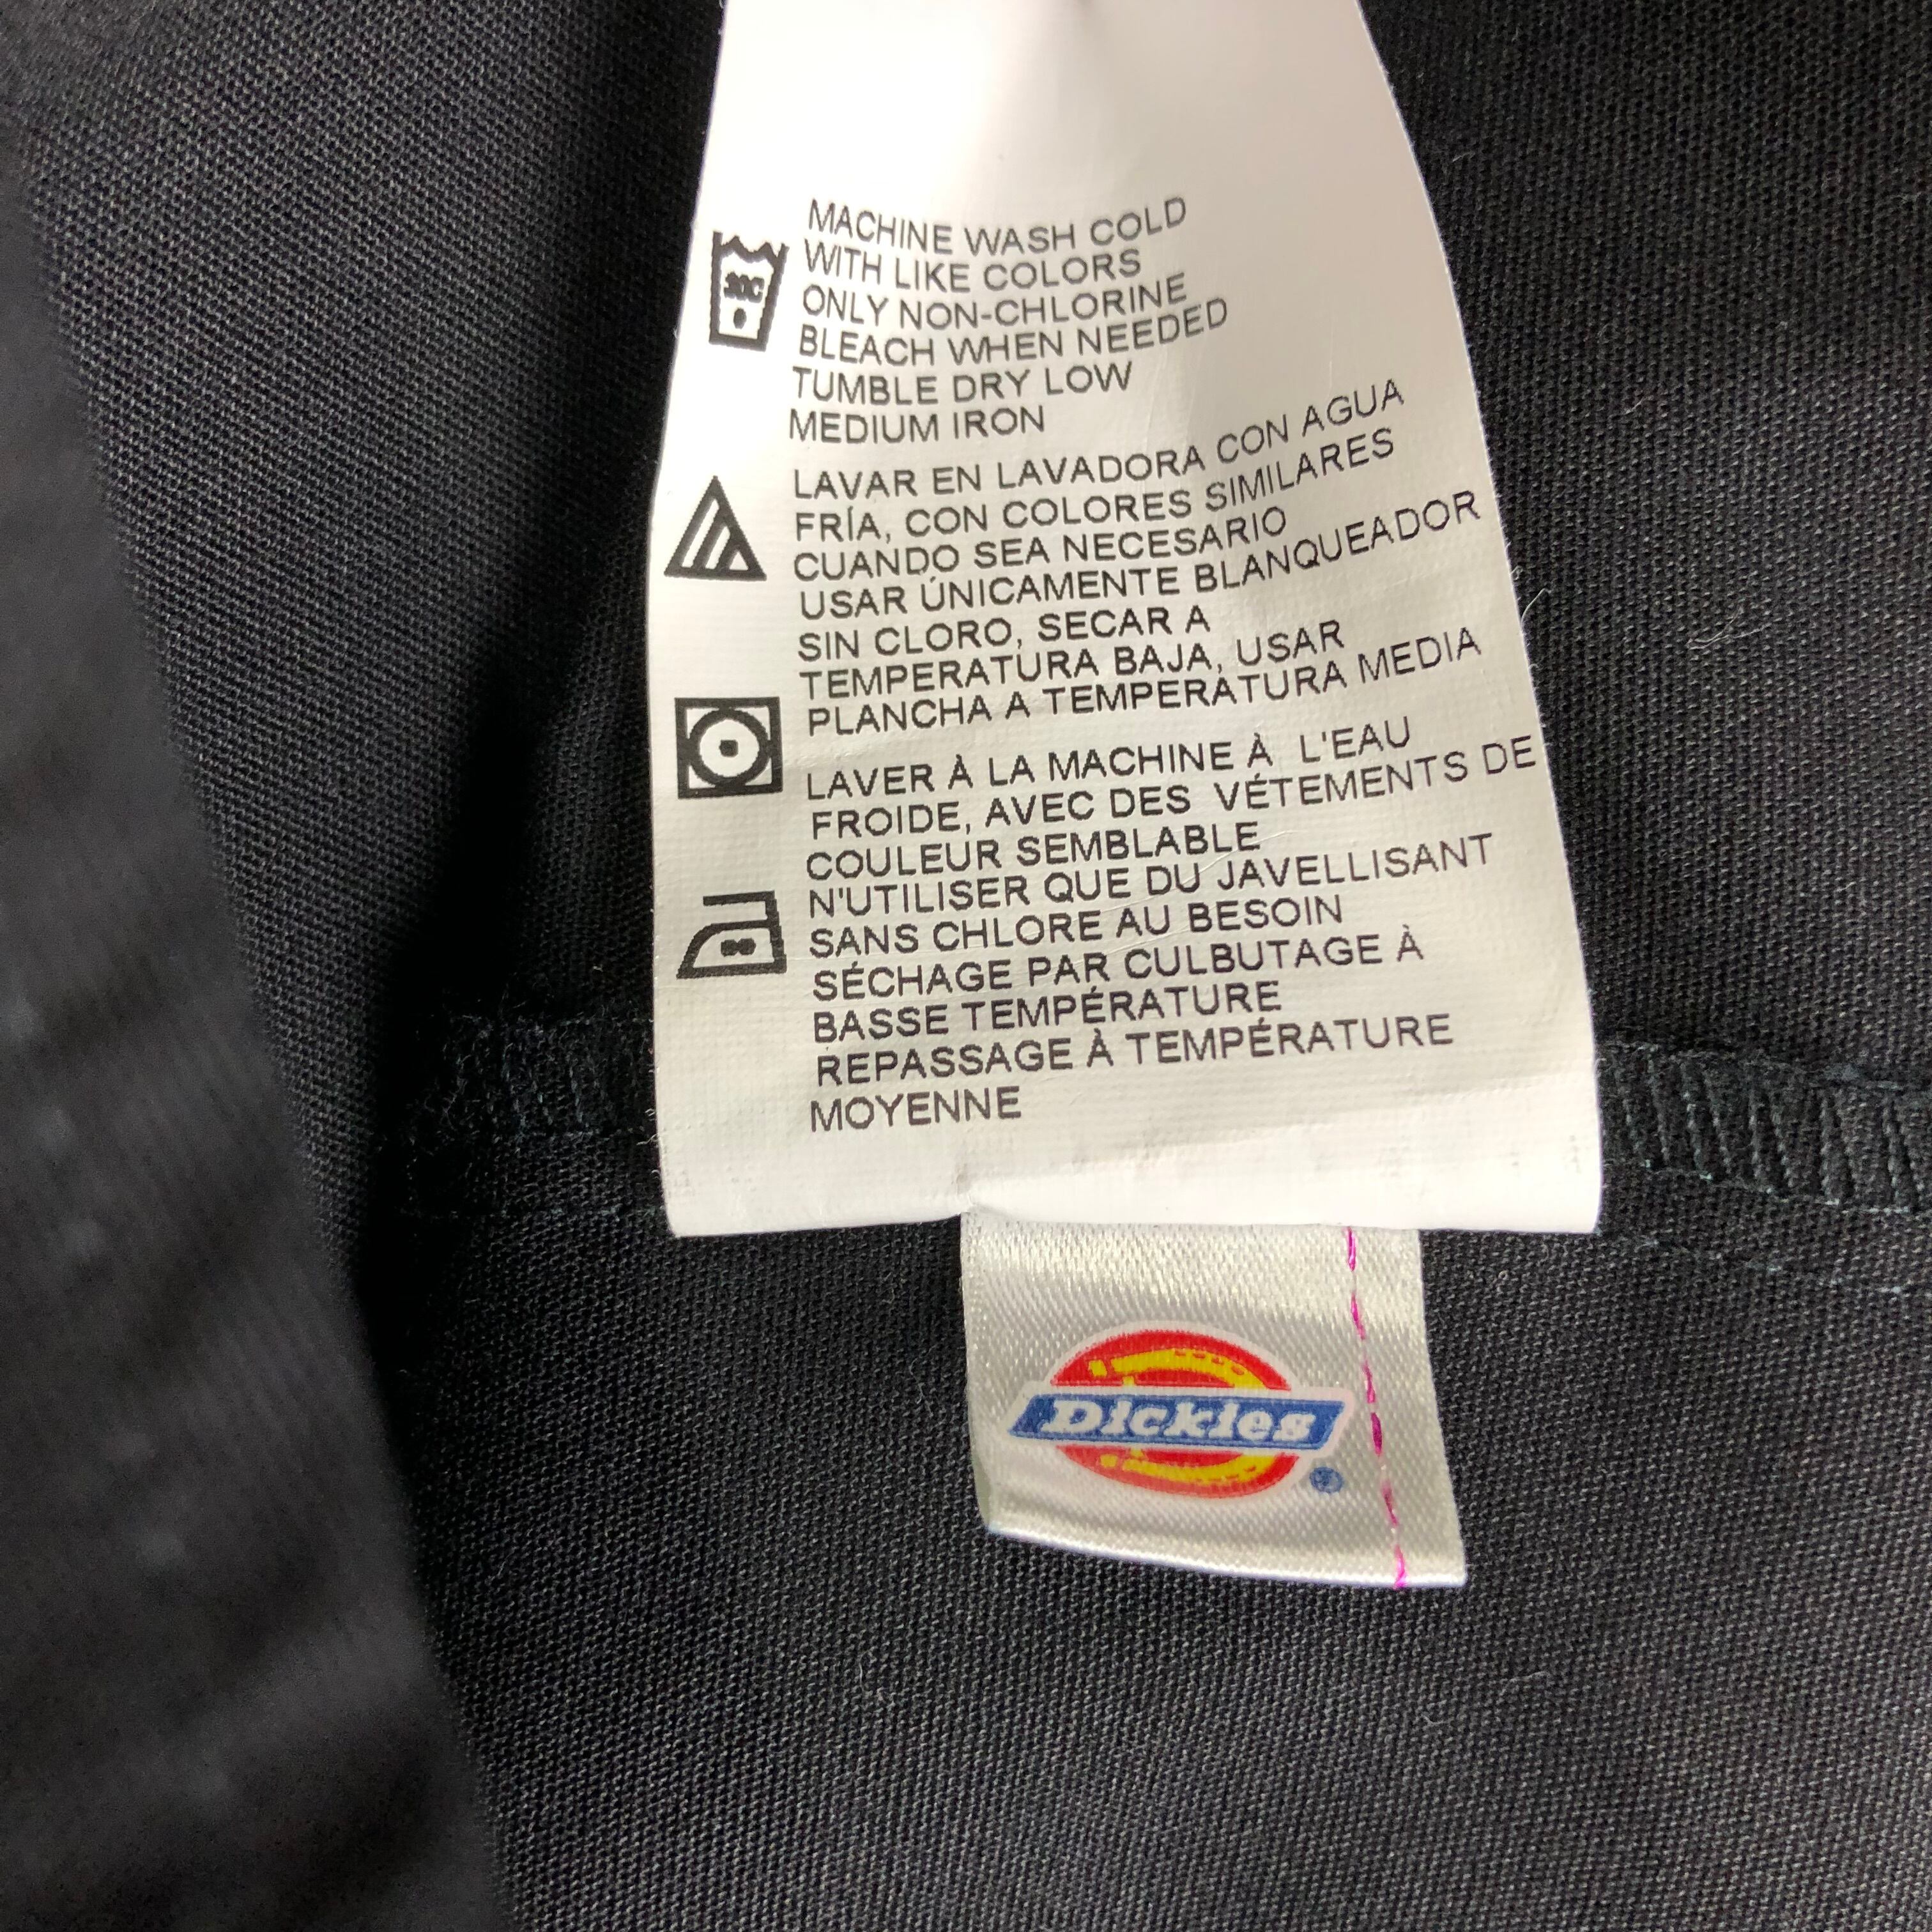 MACHINE WASH COLD
WITH LIKE COLORS
ONLY NON-CHLORINE
BLEACH WHEN NEEDED
TUMBLE DRY LOW
MEDIUM IRON
30C
LAVAR EN LAVADORA CON AGUA
FRÍA, CON COLORES SIMILARES
CUANDO SEA NECESARIO
USAR ÚNICAMENTE BLANQUEADOR
SIN CLORO, SECAR A
TEMPERATURA BAJA, USAR
PLANCHA A TEMPERATURA MEDIA
LAVER À LA MACHINE À L'EAU
FROIDE, AVEC DES VÉTEMENTS DE
COULEUR SEMBLABLE
N'UTILISER QUE DU JAVELLISANT
SANS CHLORE AU BESOIN
SÉCHAGE PAR CULBUTAGE À
BASSE TEMPÉRATURE
REPASSAGE À TEMPÉRATURE
MOYENNE
Dickies